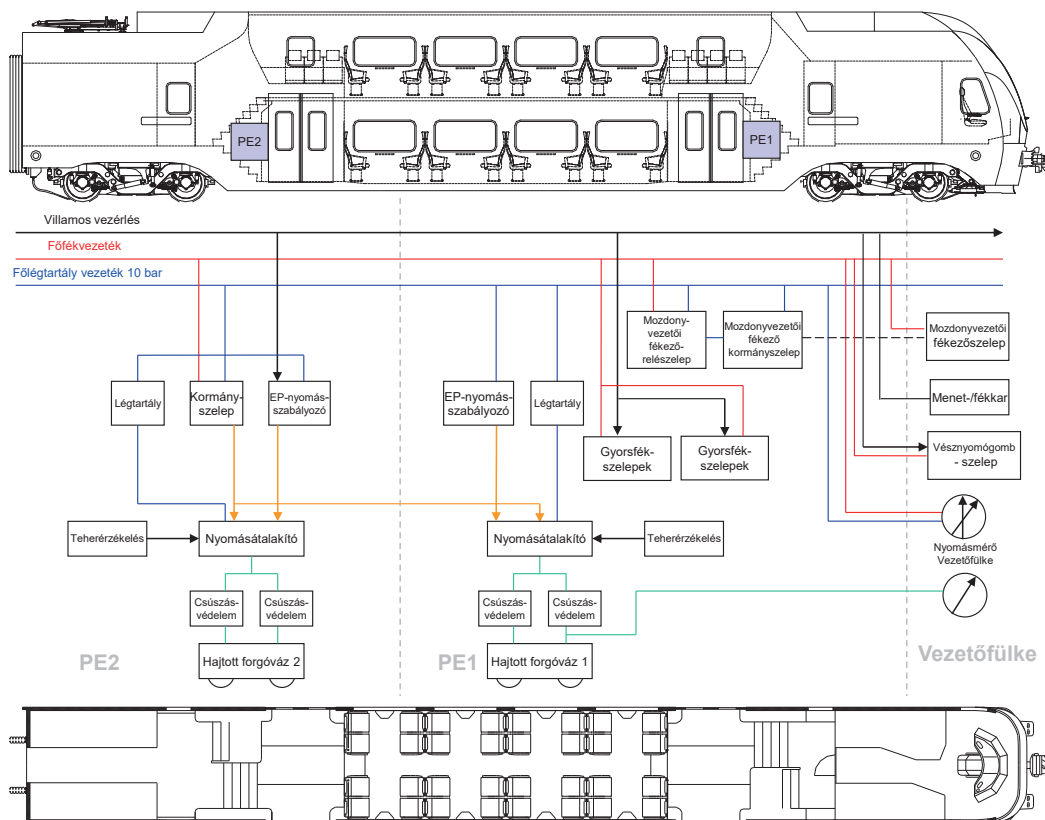 PE2
PE1
Villamos vezérlés
Főfékvezeték
Főlégtartály vezeték 10 bar
Mozdony-
vezetői
fékező-
relészelep
Mozdonyvezetői
fékező
kormányszelep
Mozdonyvezetői
fékezőszelep
Légtartály
Kormány-
szelep
EP-nyomás-
szabályozó
EP-nyomás-
szabályozó
Légtartály
Menet-/fékkar
Gyorsfék-
szelepek
Gyorsfék-
szelepek
Vésznyomógomb
- szelep
Teherérzékelés
Nyomásátalakító
Nyomásátalakító
Teherérzékelés
Nyomásmérő
Vezetőfülke
Csúszás-
védelem
Csúszás-
védelem
Csúszás-
védelem
Csúszás-
védelem
PE2
Hajtott forgóváz 2
PE1
Hajtott forgóváz 1
Vezetőfülke